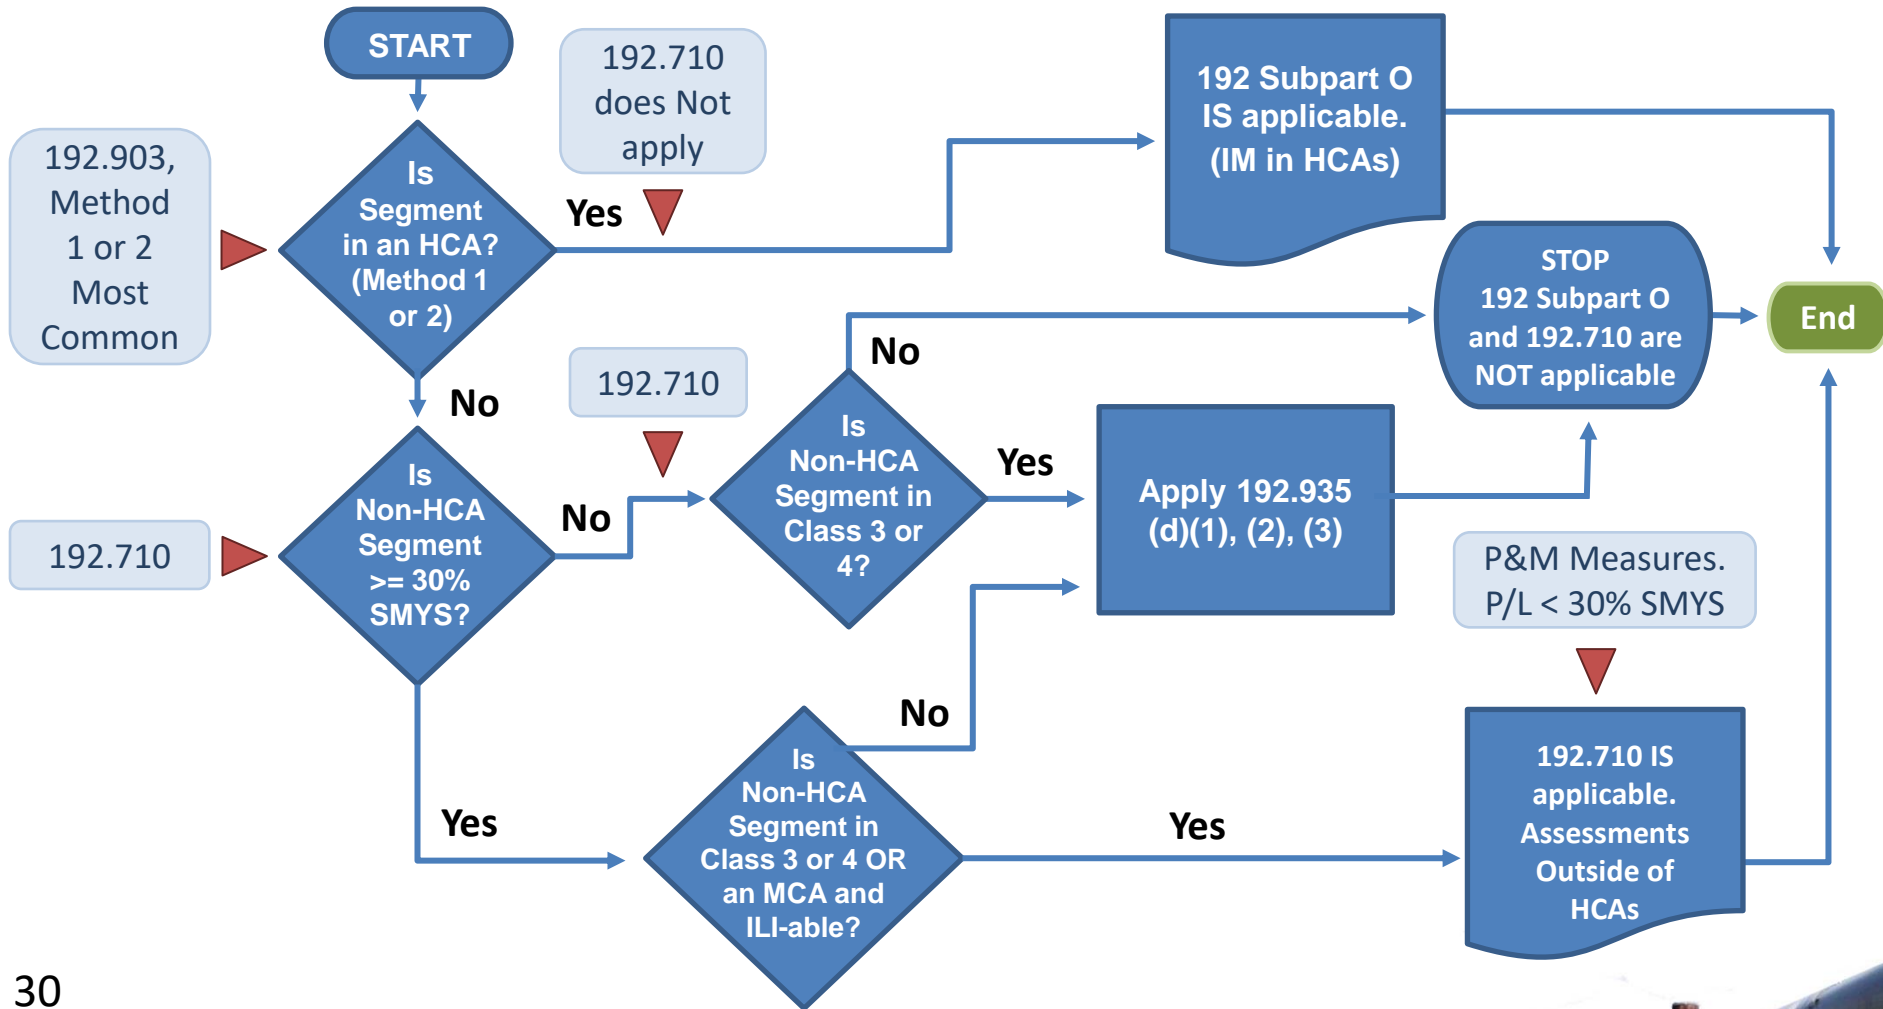 START
192.710
does Not
apply
192 Subpart O
IS applicable.
(IM in HCAs)
192.903,
Method
1 or 2
Most
Common
Is
Segment
in an HCA?
(Method 1
or 2)
Yes
STOP
192 Subpart O
and 192.710 are
NOT applicable
End
No
192.710
No
Is
Non-HCA
Segment
>= 30%
SMYS?
192.710
No
Is
Non-HCA
Segment in
Class 3 or
4?
Yes
Apply 192.935
(d)(1), (2), (3)
P&M Measures.
P/L < 30% SMYS
Yes
Is
Non-HCA
Segment in
Class 3 or 4 OR
an MCA and
ILI-able?
No
Yes
192.710 IS
applicable.
Assessments
Outside of
HCAs
30